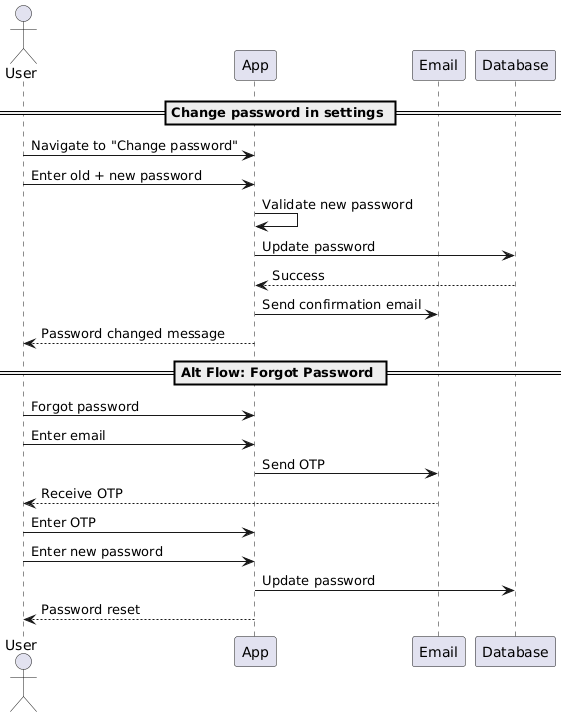 User
App
Email
Database
Change password in settings
Navigate to "Change password"
Enter old + new password
Validate new password
Update password
Success
Send confirmation email
Password changed message
Alt Flow: Forgot Password
Forgot password
Enter email
Send OTP
Receive OTP
Enter OTP
Enter new password
Update password
Password reset
User
App
Email
Database